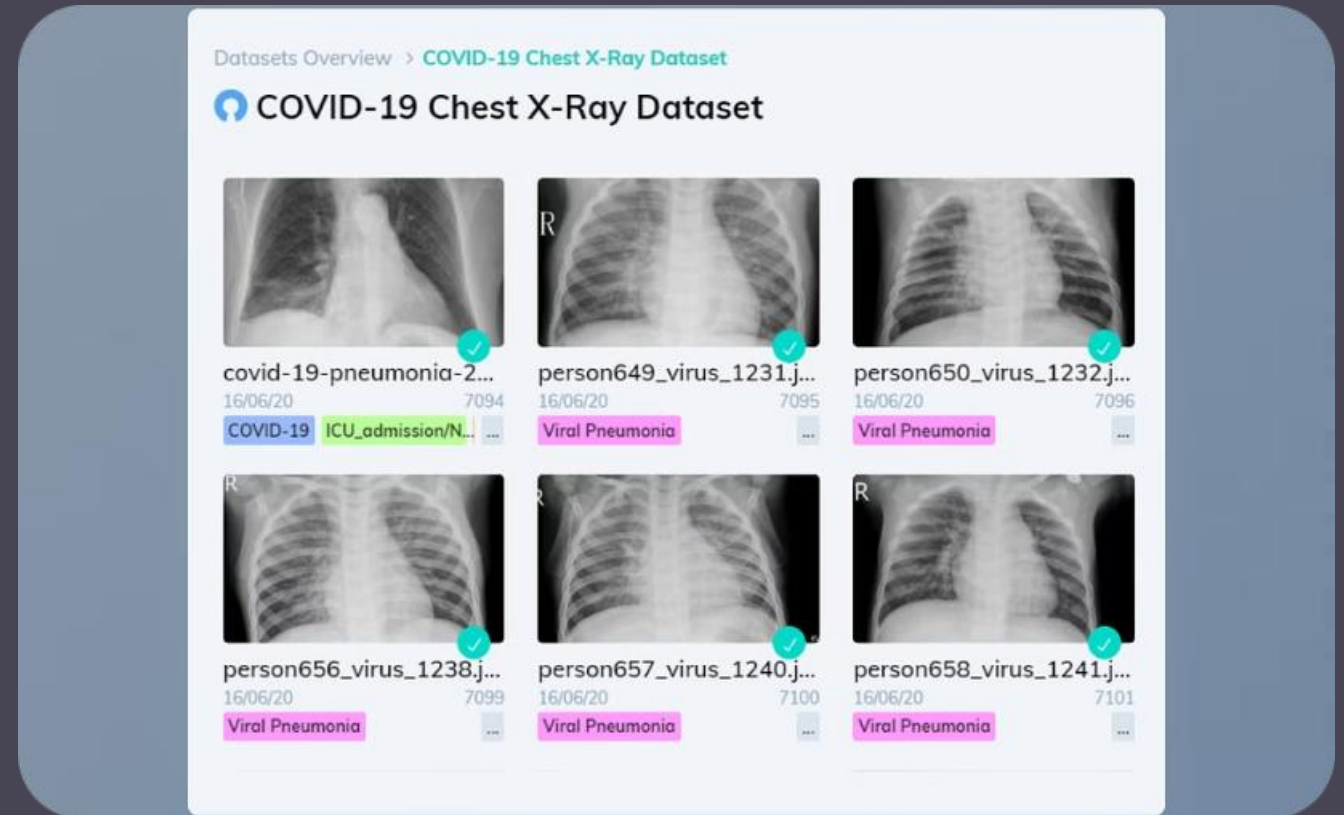 Datasets Overview > COVID-19 Chest X-Ray Dataset
COVID-19 Chest X-Ray Dataset
R
covid-19-pneumonia-2...
16/06/20 7094
COVID-19 ICU_admission/N... ...
person649_virus_1231.j...
16/06/20 7095
Viral Pneumonia ...
person650_virus_1232.j...
16/06/20 7096
Viral Pneumonia ...
R
person656_virus_1238.j...
16/06/20 7099
Viral Pneumonia ...
R
person657_virus_1240.j...
16/06/20 7100
Viral Pneumonia ...
R
person658_virus_1241.j...
16/06/20 7101
Viral Pneumonia ...